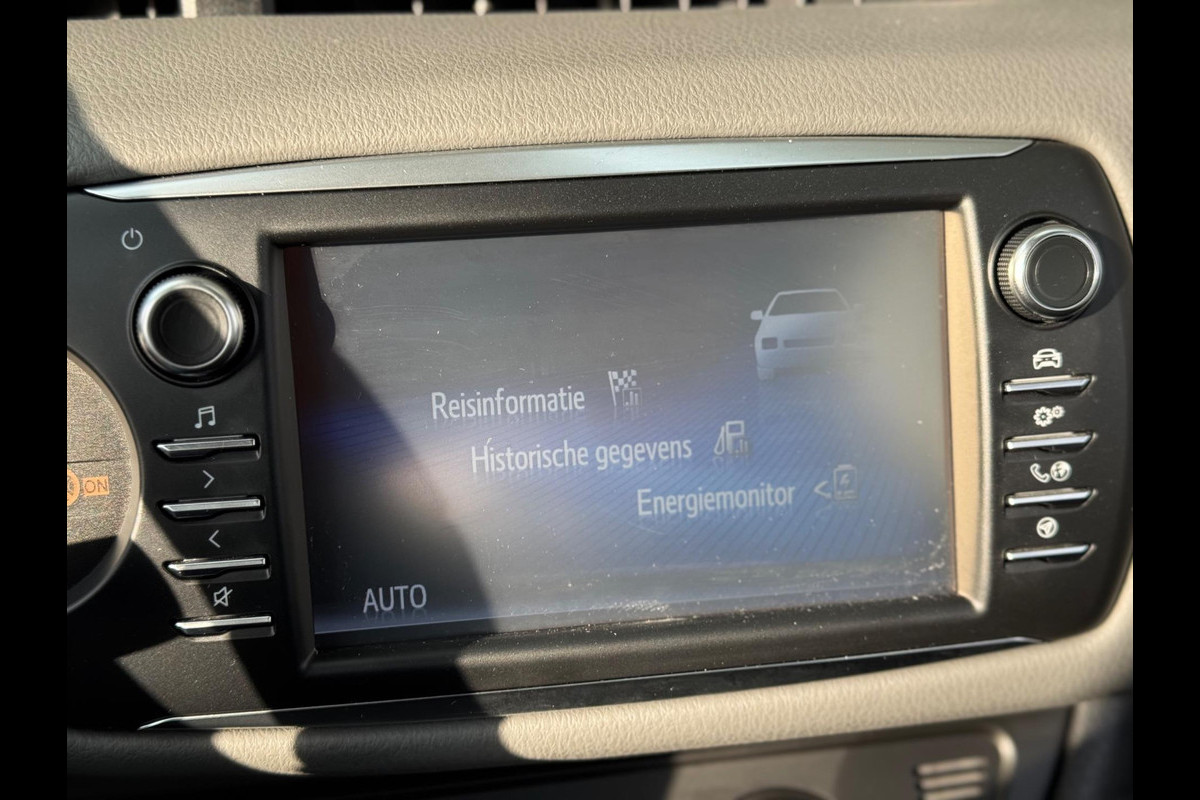 Reisinformatie
Historische gegevens
Energiemonitor
AUTO
ON